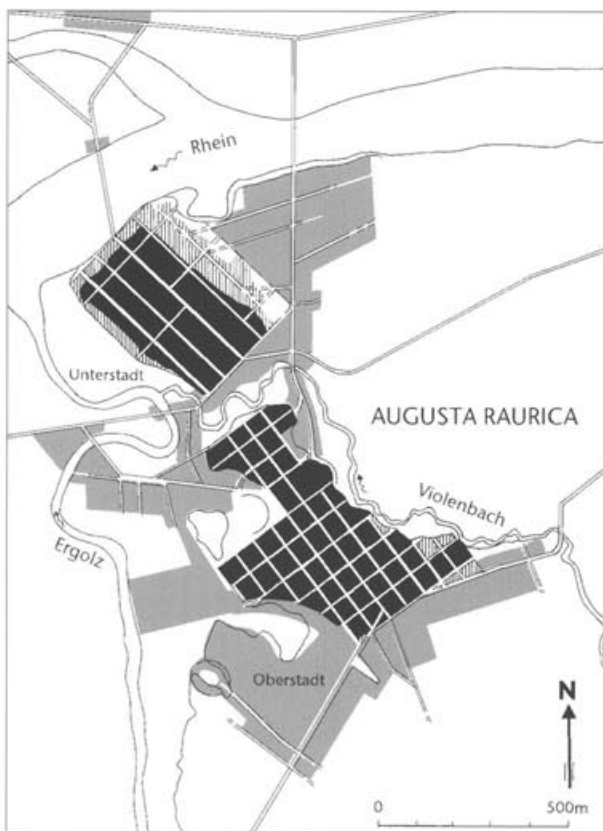 Rhein
Unterstadt
AUGUSTA RAURICA
Violenbach
Ergolz
Oberstadt
N
0 500m